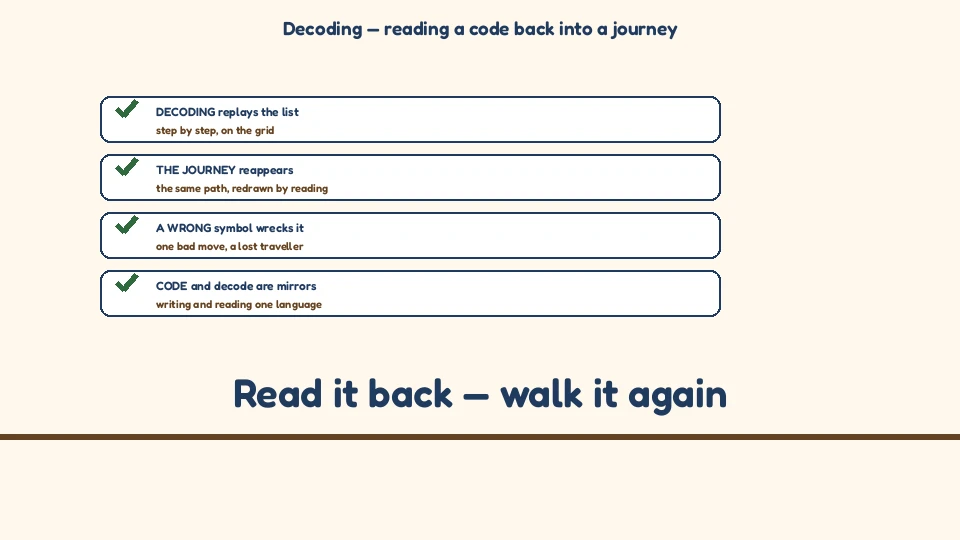 Decoding — reading a code back into a journey
DECODING replays the list
step by step, on the grid
THE JOURNEY reappears
the same path, redrawn by reading
A WRONG symbol wrecks it
one bad move, a lost traveller
CODE and decode are mirrors
writing and reading one language
Read it back — walk it again